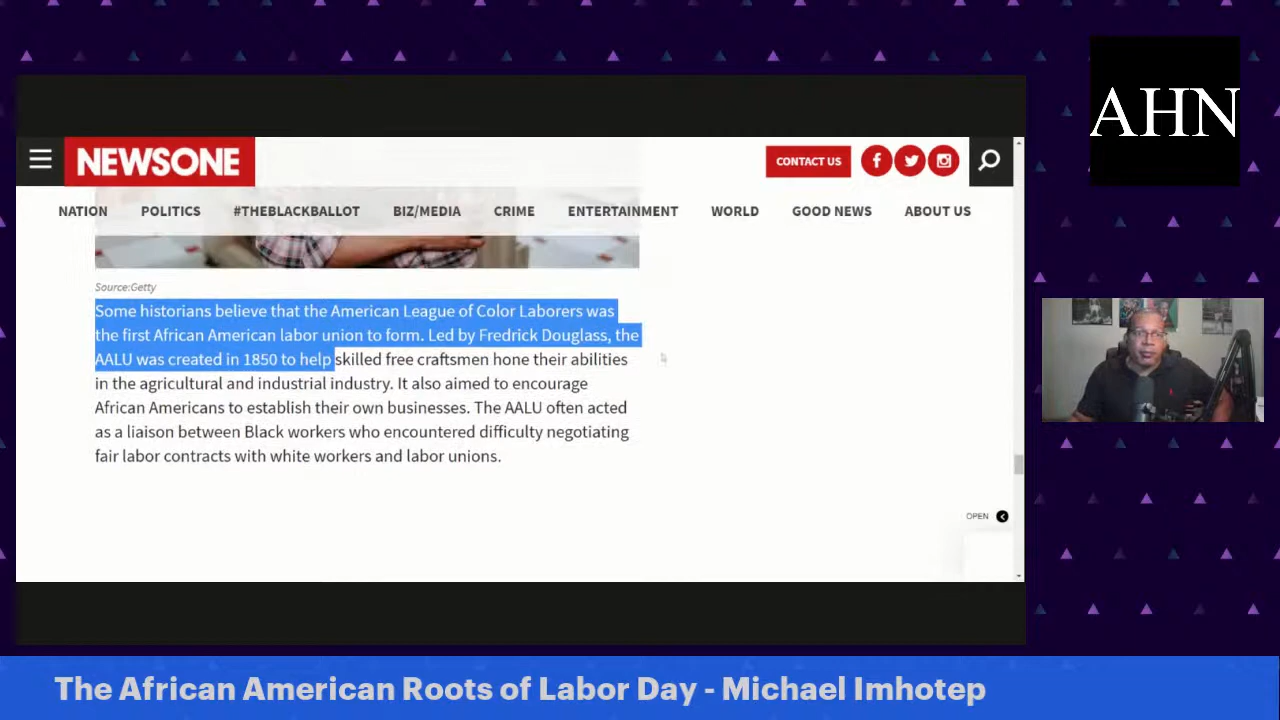 AHN
NEWSONE
CONTACT US
NATION POLITICS #THEBLACKBALLOT BIZ/MEDIA CRIME ENTERTAINMENT WORLD GOOD NEWS ABOUT US
Source:Getty
Some historians believe that the American League of Color Laborers was
the first African American labor union to form. Led by Fredrick Douglass, the
AALU was created in 1850 to help skilled free craftsmen hone their abilities
in the agricultural and industrial industry. It also aimed to encourage
African Americans to establish their own businesses. The AALU often acted
as a liaison between Black workers who encountered difficulty negotiating
fair labor contracts with white workers and labor unions.
OPEN
The African American Roots of Labor Day - Michael Imhotep